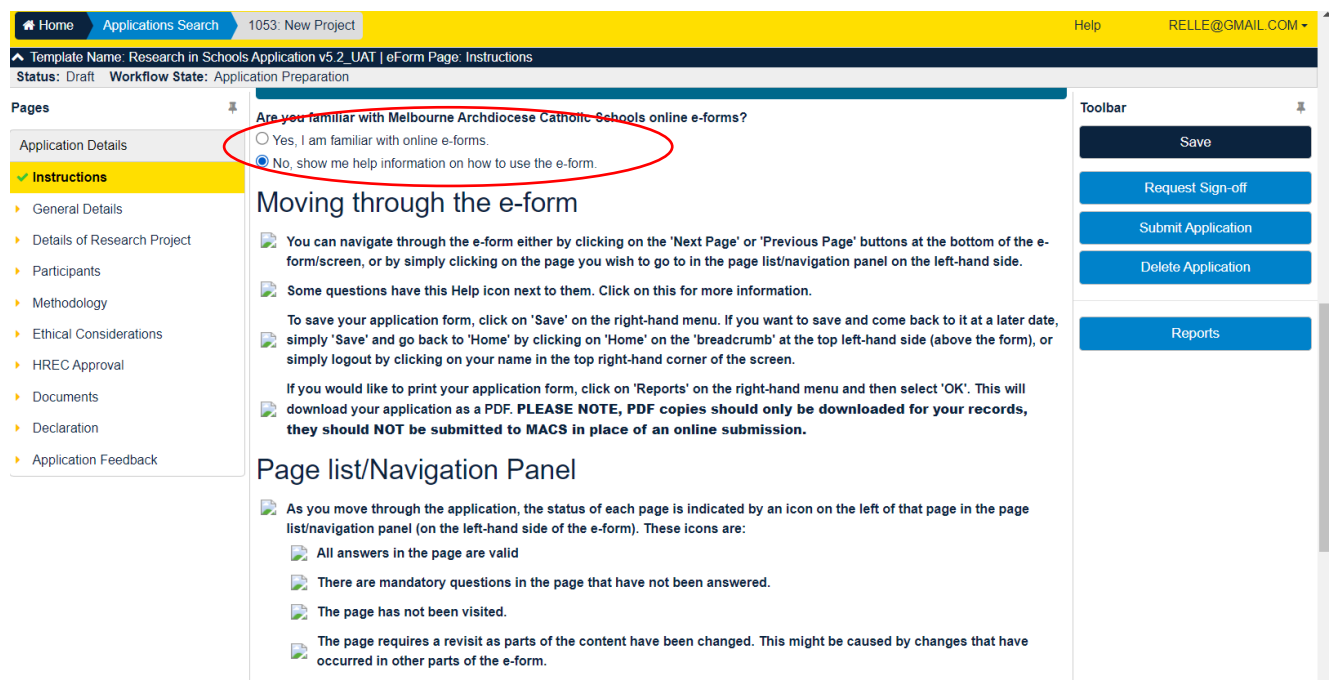 Home Applications Search 1053: New Project Help RELLE@GMAIL.COM
Template Name: Research in Schools Application v5.2_UAT | eForm Page: Instructions
Status: Draft Workflow State: Application Preparation
Pages
Application Details
Instructions
General Details
Details of Research Project
Participants
Methodology
Ethical Considerations
HREC Approval
Documents
Declaration
Application Feedback
Are you familiar with Melbourne Archdiocese Catholic Schools online e-forms?
Yes, I am familiar with online e-forms.
No, show me help information on how to use the e-form.
Moving through the e-form
You can navigate through the e-form either by clicking on the 'Next Page' or 'Previous Page' buttons at the bottom of the e-
form/screen, or by simply clicking on the page you wish to go to in the page list/navigation panel on the left-hand side.
Some questions have this Help icon next to them. Click on this for more information.
To save your application form, click on 'Save' on the right-hand menu. If you want to save and come back to it at a later date,
simply 'Save' and go back to 'Home' by clicking on 'Home' on the 'breadcrumb' at the top left-hand side (above the form), or
simply logout by clicking on your name in the top right-hand corner of the screen.
If you would like to print your application form, click on 'Reports' on the right-hand menu and then select 'OK'. This will
download your application as a PDF. PLEASE NOTE, PDF copies should only be downloaded for your records,
they should NOT be submitted to MACS in place of an online submission.
Page list/Navigation Panel
As you move through the application, the status of each page is indicated by an icon on the left of that page in the page
list/navigation panel (on the left-hand side of the e-form). These icons are:
All answers in the page are valid
There are mandatory questions in the page that have not been answered.
The page has not been visited.
The page requires a revisit as parts of the content have been changed. This might be caused by changes that have
occurred in other parts of the e-form.
Toolbar
Save
Request Sign-off
Submit Application
Delete Application
Reports